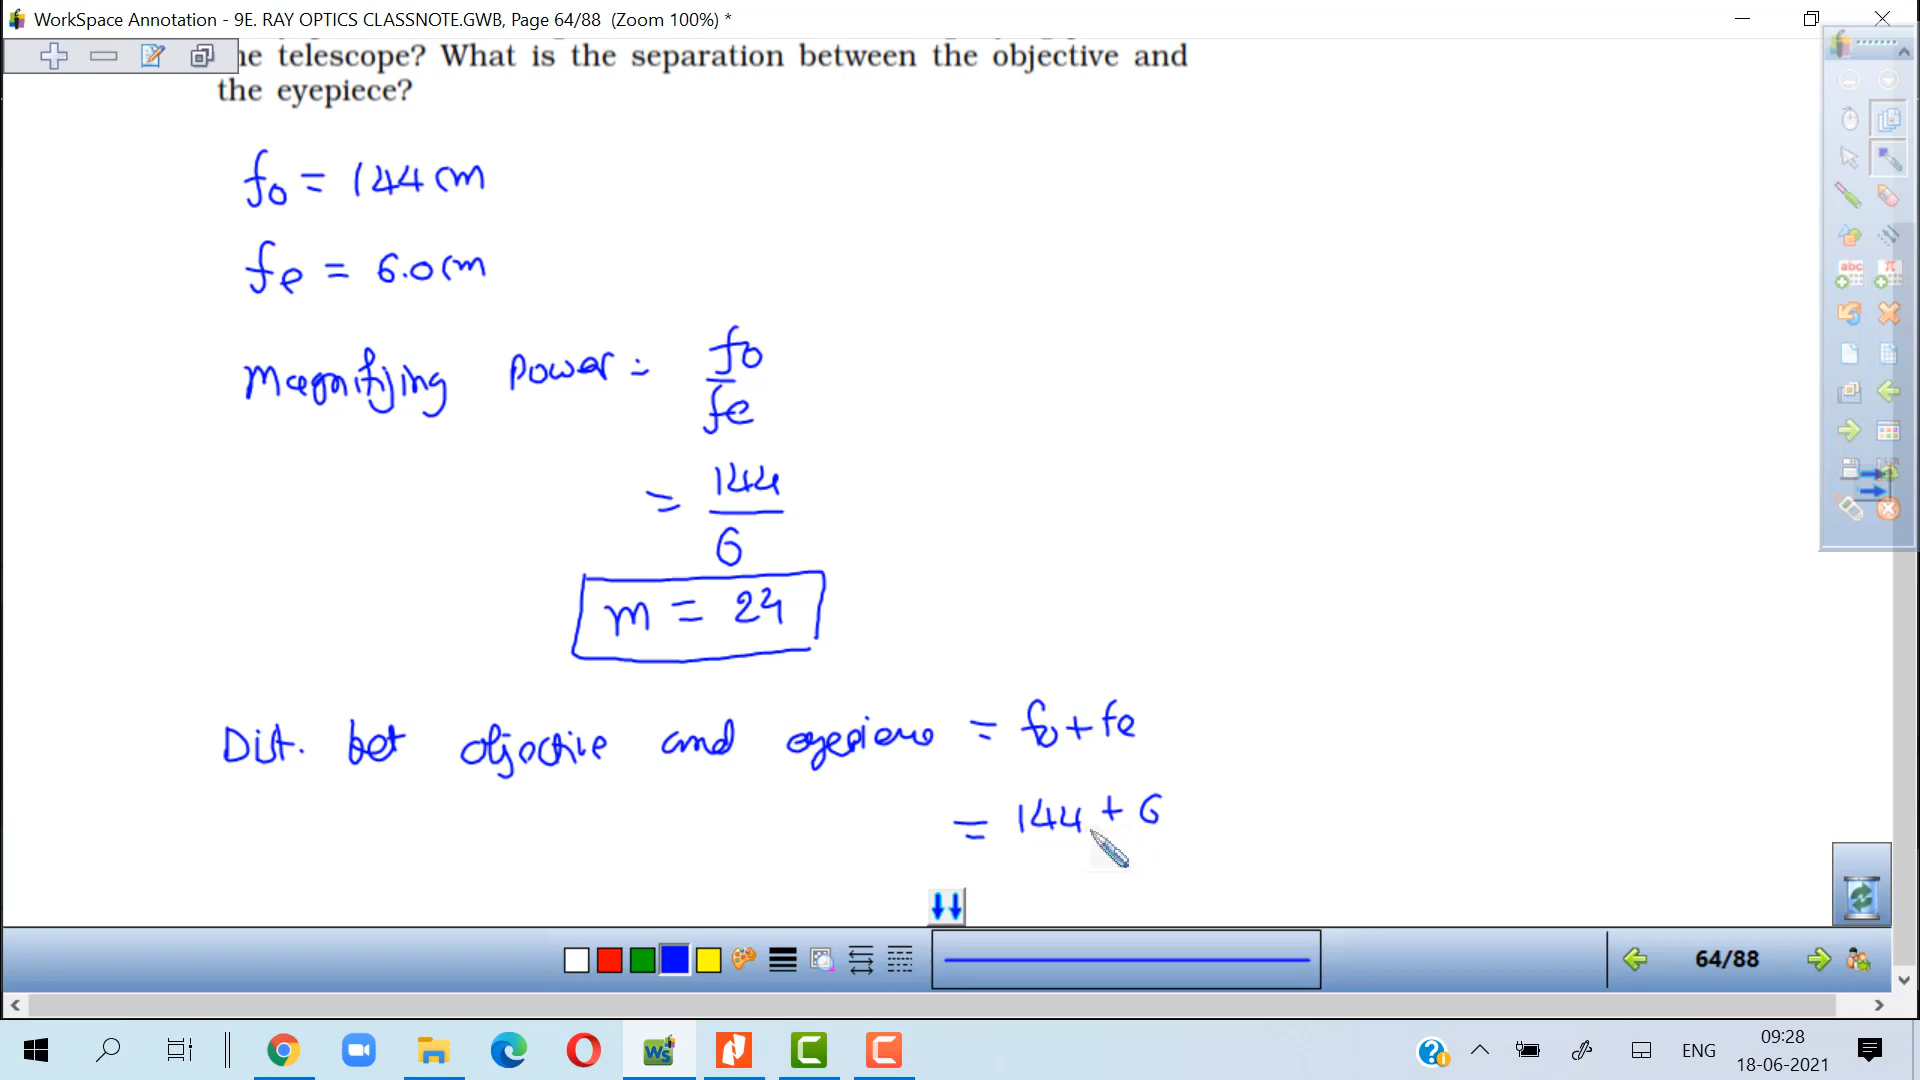 WorkSpace Annotation - 9E. RAY OPTICS CLASSNOTE.GWB, Page 64/88 (Zoom 100%) *
he telescope? What is the separation between the objective and
the eyepiece?
fo = 144 cm
fe = 6.0 cm
Magnifying Power = fo
fe
= 144
6
m = 24
Dist. bet objective and eyepiece = fo + fe
= 144 + 6
abc
π
64/88
WS
ENG
09:28
18-06-2021